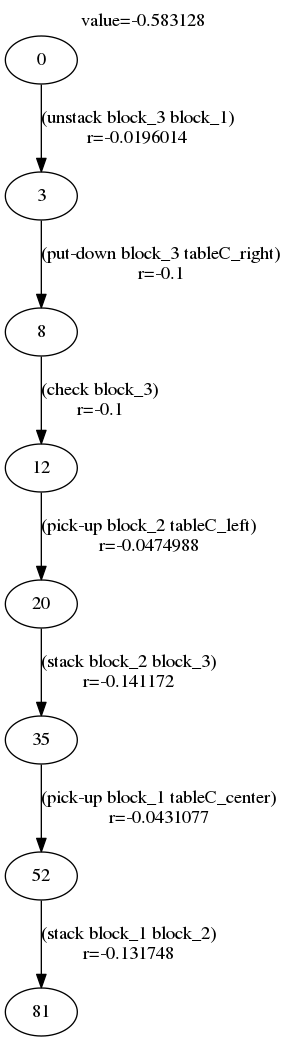 value=-0.583128
0
(unstack block_3 block_1)
r=-0.0196014
3
(put-down block_3 tableC_right)
r=-0.1
8
(check block_3)
r=-0.1
12
(pick-up block_2 tableC_left)
r=-0.0474988
20
(stack block_2 block_3)
r=-0.141172
35
(pick-up block_1 tableC_center)
r=-0.0431077
52
(stack block_1 block_2)
r=-0.131748
81